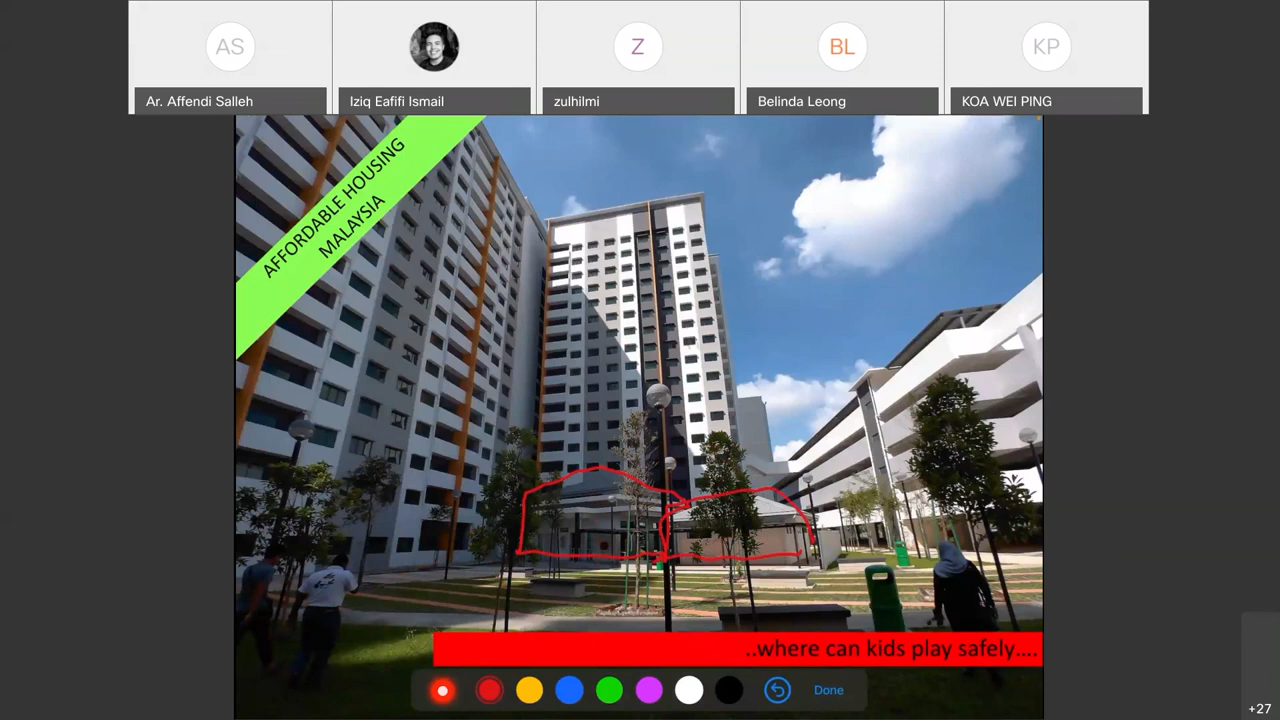 AS
Z
BL
KP
Ar. Affendi Salleh
Iziq Eafifi Ismail
zulhilmi
Belinda Leong
KOA WEI PING
AFFORDABLE HOUSING
MALAYSIA
..where can kids play safely....
Done
+27